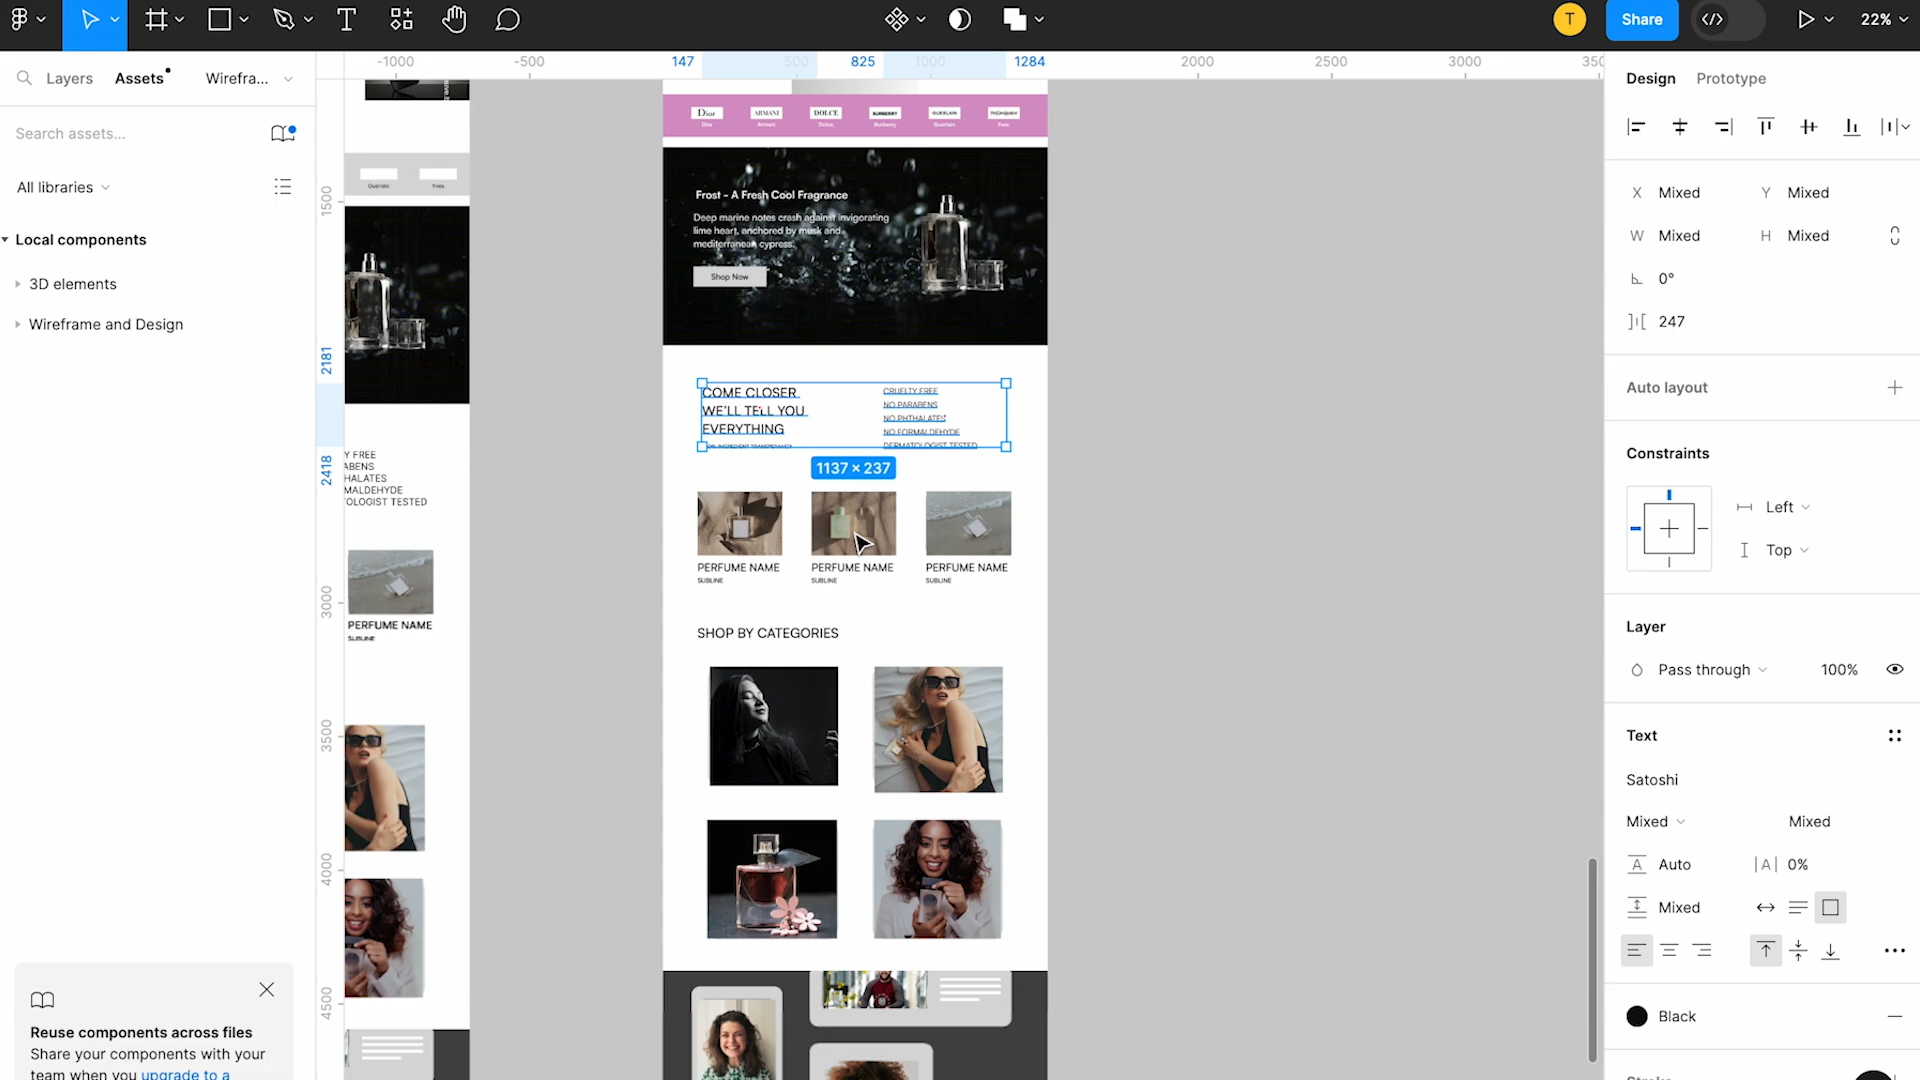 T
Share
22%
Layers
Assets
Wirefra...
Search assets...
All libraries
Local components
3D elements
Wireframe and Design
Reuse components across files
Share your components with your
team when you upgrade to a
-1000
-500
147
500
825
1000
1284
2000
2500
3000
1500
2181
2418
3000
3500
4000
4500
Guerlain
Yves
Y FREE
ABENS
HALATES
MALDEHYDE
OLOGIST TESTED
PERFUME NAME
SUBLINE
Dior
ARMANI
DOLCE
BURBERRY
GUERLAIN
Dior
Armani
Dolce
Burberry
Guerlain
Yves
Frost - A Fresh Cool Fragrance
Deep marine notes crash against invigorating
lime heart, anchored by musk and
mediterranean cypress.
Shop Now
COME CLOSER
WE'LL TELL YOU
EVERYTHING
INGREDIENT TRANSPERANCY
CRUELTY FREE
NO PARABENS
NO PHTHALATES
NO FORMALDEHYDE
DERMATOLOGIST TESTED
1137 × 237
PERFUME NAME
SUBLINE
PERFUME NAME
SUBLINE
PERFUME NAME
SUBLINE
SHOP BY CATEGORIES
Design
Prototype
X Mixed
Y Mixed
W Mixed
H Mixed
0°
247
Auto layout
Constraints
Left
Top
Layer
Pass through
100%
Text
Satoshi
Mixed
Mixed
Auto
0%
Mixed
Black